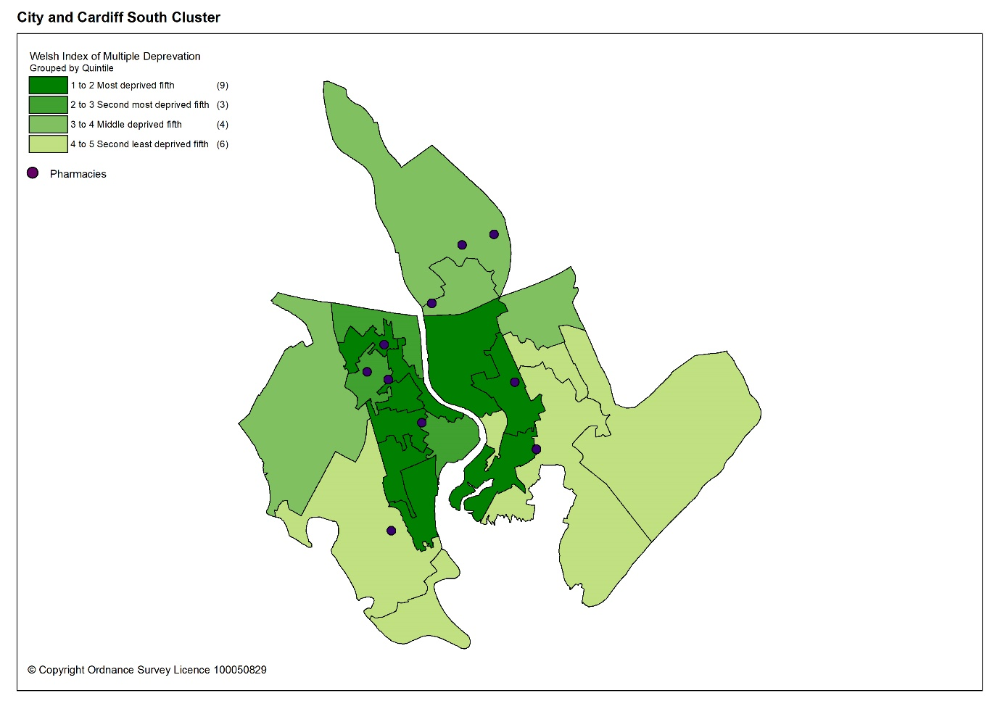 City and Cardiff South Cluster
Welsh Index of Multiple Deprevation
Grouped by Quintile
1 to 2 Most deprived fifth (9)
2 to 3 Second most deprived fifth (3)
3 to 4 Middle deprived fifth (4)
4 to 5 Second least deprived fifth (6)
Pharmacies
© Copyright Ordnance Survey Licence 100050829